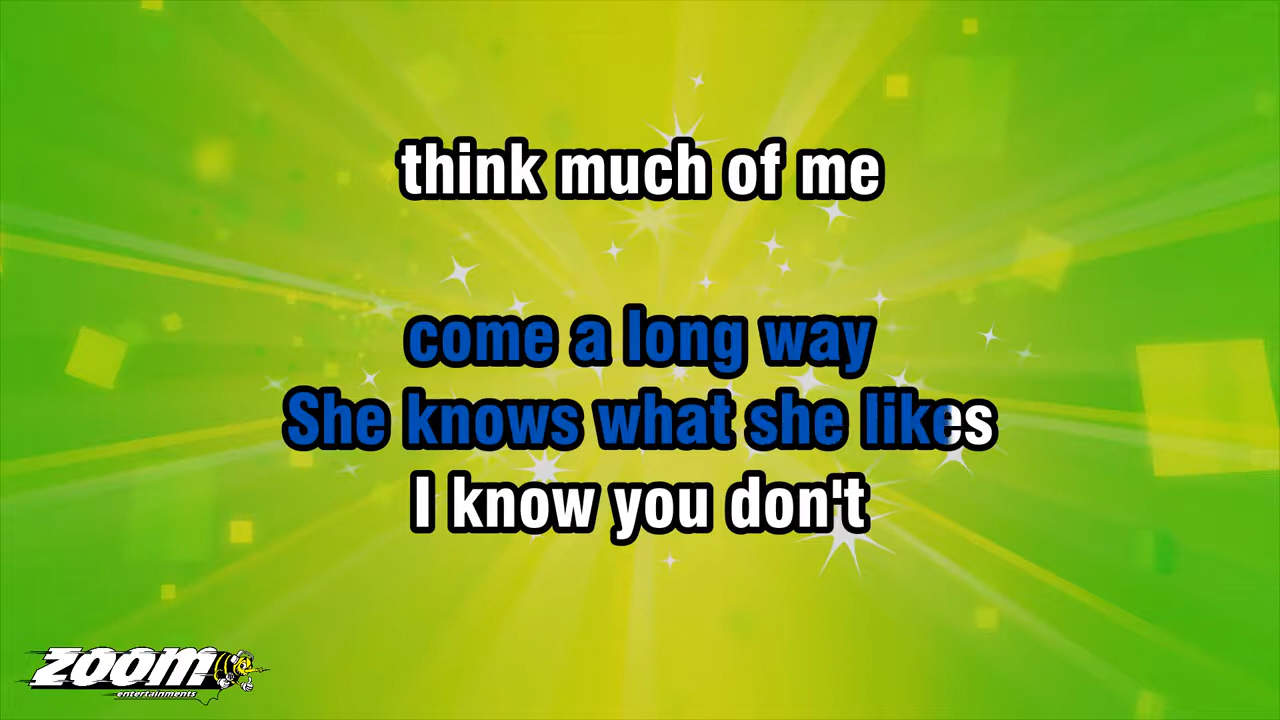 think much of me
come a long way
She knows what she likes
I know you don't
ZOOM
entertainments